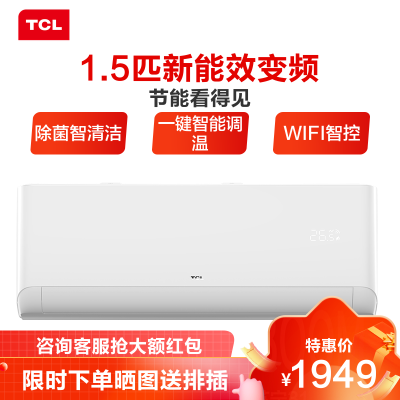 TCL
1.5匹新能效变频
节能看得见
除菌智清洁
一键智能调
温
WIFI智控
TCL
咨询客服抢大额红包
限时下单晒图送排插
特惠价
¥1949